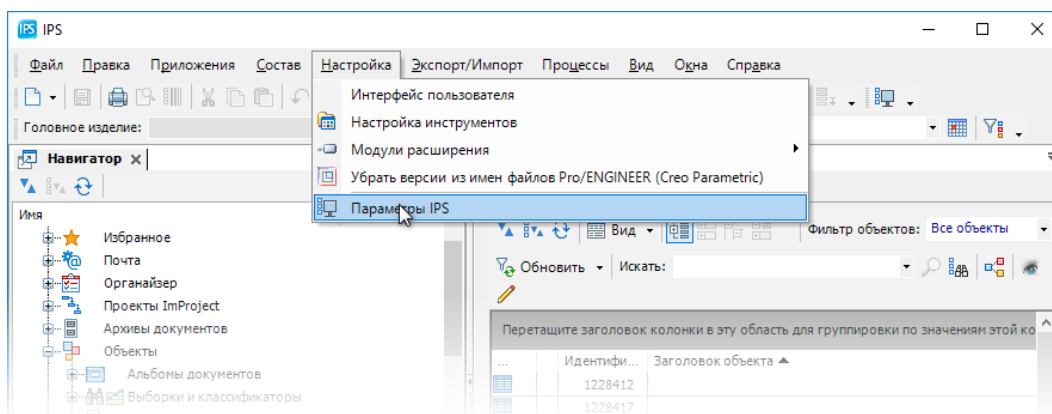 IPS IPS
Файл Правка Приложения Состав Настройка Экспорт/Импорт Процессы Вид Окна Справка
Интерфейс пользователя
Головное изделие:
Настройка инструментов
Навигатор
Модули расширения
Убрать версии из имен файлов Pro/ENGINEER (Creo Parametric)
Параметры IPS
Имя
Вид Фильтр объектов: Все объекты
Избранное
Почта
Обновить Искать:
Органайзер
Проекты ImProject
Архивы документов
Перетащите заголовок колонки в эту область для группировки по значениям этой ко
Объекты
... Идентифи... Заголовок объекта
Альбомы документов
1228412
Выборки и классификаторы
1228417